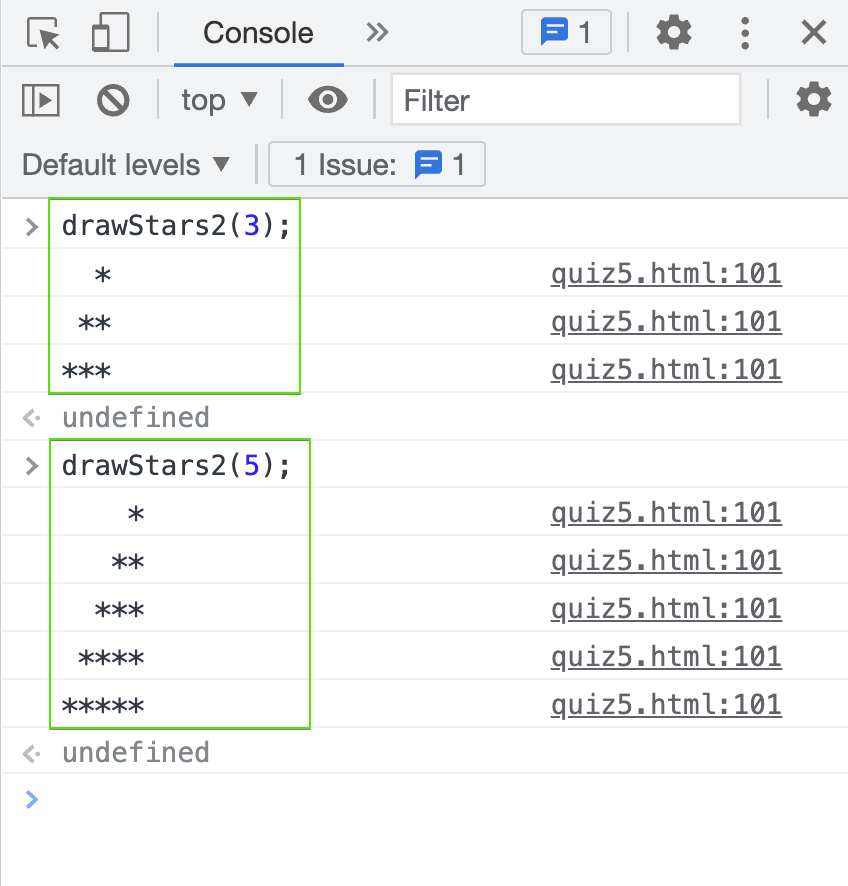 Console 1
top Filter
Default levels 1 Issue: 1
> drawStars2(3);
  * quiz5.html:101
 ** quiz5.html:101
*** quiz5.html:101
undefined
> drawStars2(5);
    * quiz5.html:101
   ** quiz5.html:101
  *** quiz5.html:101
 **** quiz5.html:101
***** quiz5.html:101
undefined
>